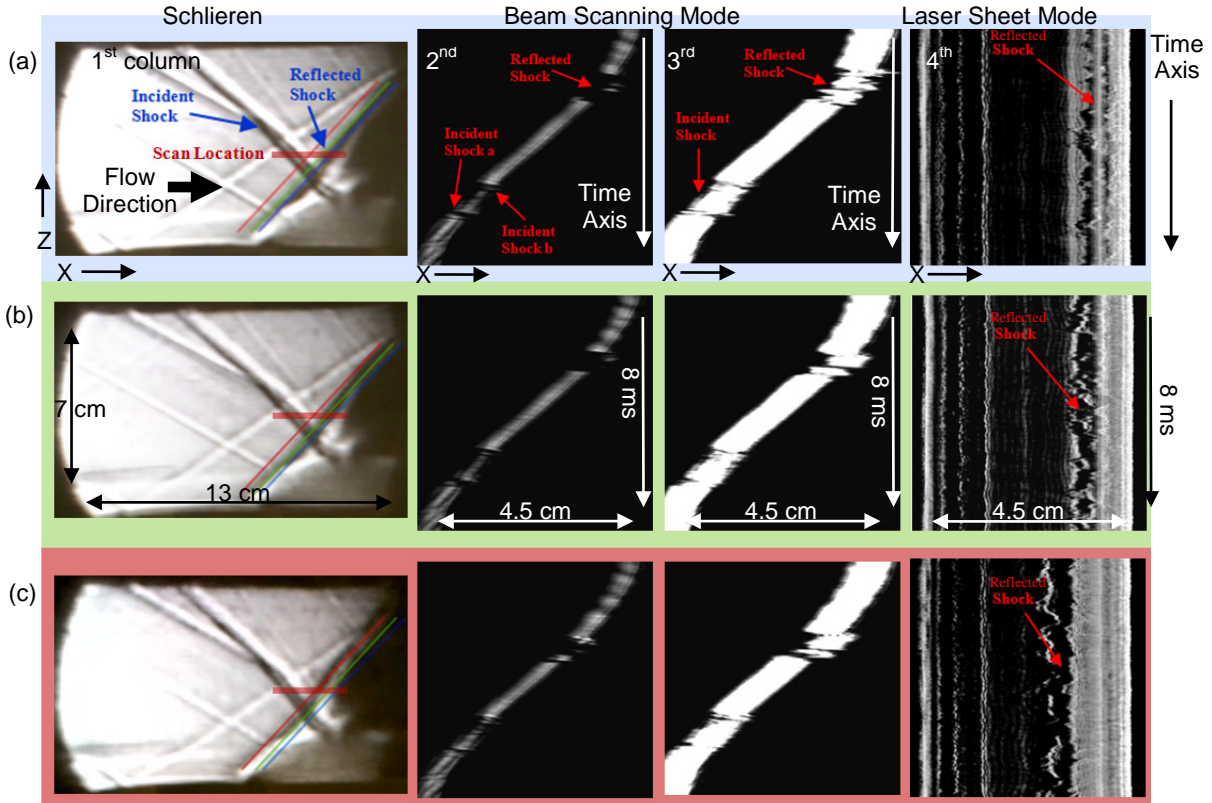 Schlieren
Beam Scanning Mode
Laser Sheet Mode
(a)
1st column
Incident
Shock
Reflected
Shock
Scan Location
Flow
Direction
Z
X
2nd
Reflected
Shock
Incident
Shock a
Incident
Shock b
Time
Axis
X
3rd
Reflected
Shock
Incident
Shock
Time
Axis
X
4th
Reflected
Shock
Time
Axis
(b)
7 cm
13 cm
8 ms
4.5 cm
8 ms
4.5 cm
Reflected
Shock
4.5 cm
8 ms
(c)
Reflected
Shock